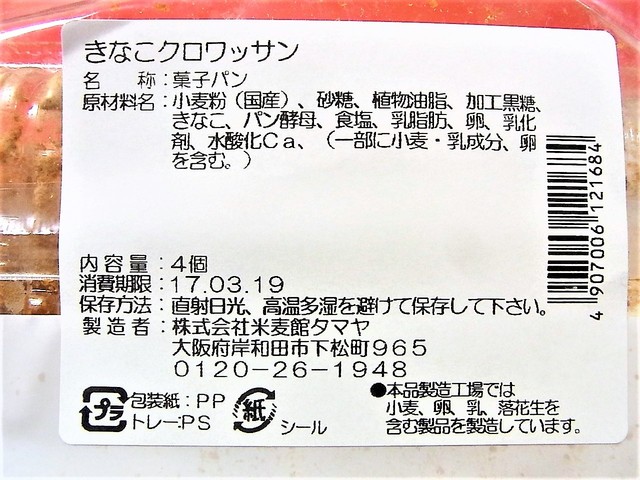 きなこクロワッサン
名　　称：菓子パン
原材料名：小麦粉（国産）、砂糖、植物油脂、加工黒糖、
きなこ、パン酵母、食塩、乳脂肪、卵、乳化
剤、水酸化Ｃａ、（一部に小麦・乳成分、卵
を含む。）
内容量：４個
消費期限：17.03.19
保存方法：直射日光、高温多湿を避けて保存して下さい。
製造者：株式会社米麦館タマヤ
大阪府岸和田市下松町９６５
０１２０－２６－１９４８
プラ 包装紙：ＰＰ
トレー：ＰＳ
紙 シール
●本品製造工場では
小麦、卵、乳、落花生を
含む製品を製造しています。
4 907006 121684